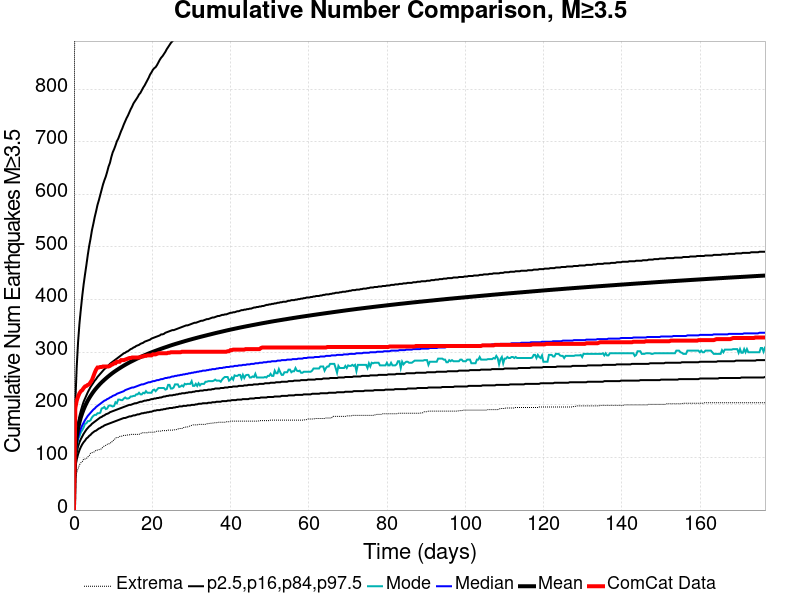 Cumulative Number Comparison, M≥3.5
Cumulative Num Earthquakes M≥3.5
800
700
600
500
400
300
200
100
0
0 20 40 60 80 100 120 140 160
Time (days)
Extrema p2.5,p16,p84,p97.5 Mode Median Mean ComCat Data